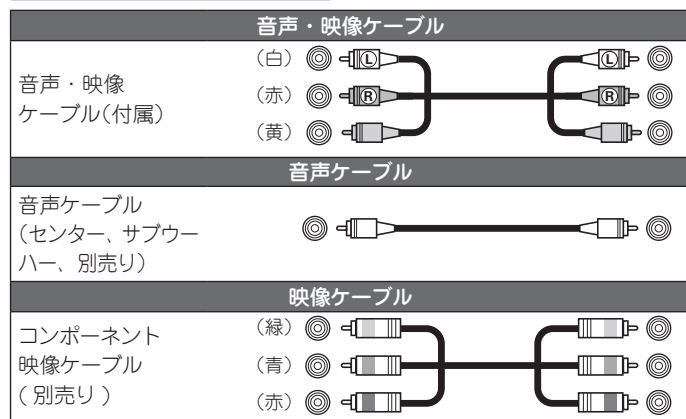 音声・映像ケーブル
音声・映像
ケーブル(付属)
(白) L L
(赤) R R
(黄)
音声ケーブル
音声ケーブル
(センター、サブウー
ハー、別売り)
映像ケーブル
コンポーネント
映像ケーブル
( 別売り )
(緑)
(青)
(赤)